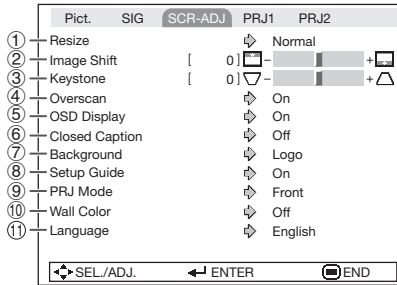 Pict. SIG SCR-ADJ PRJ1 PRJ2
① Resize Normal
② Image Shift [ 0 ] - +
③ Keystone [ 0 ] - +
④ Overscan On
⑤ OSD Display On
⑥ Closed Caption Off
⑦ Background Logo
⑧ Setup Guide On
⑨ PRJ Mode Front
⑩ Wall Color Off
⑪ Language English
SEL./ADJ. ENTER END